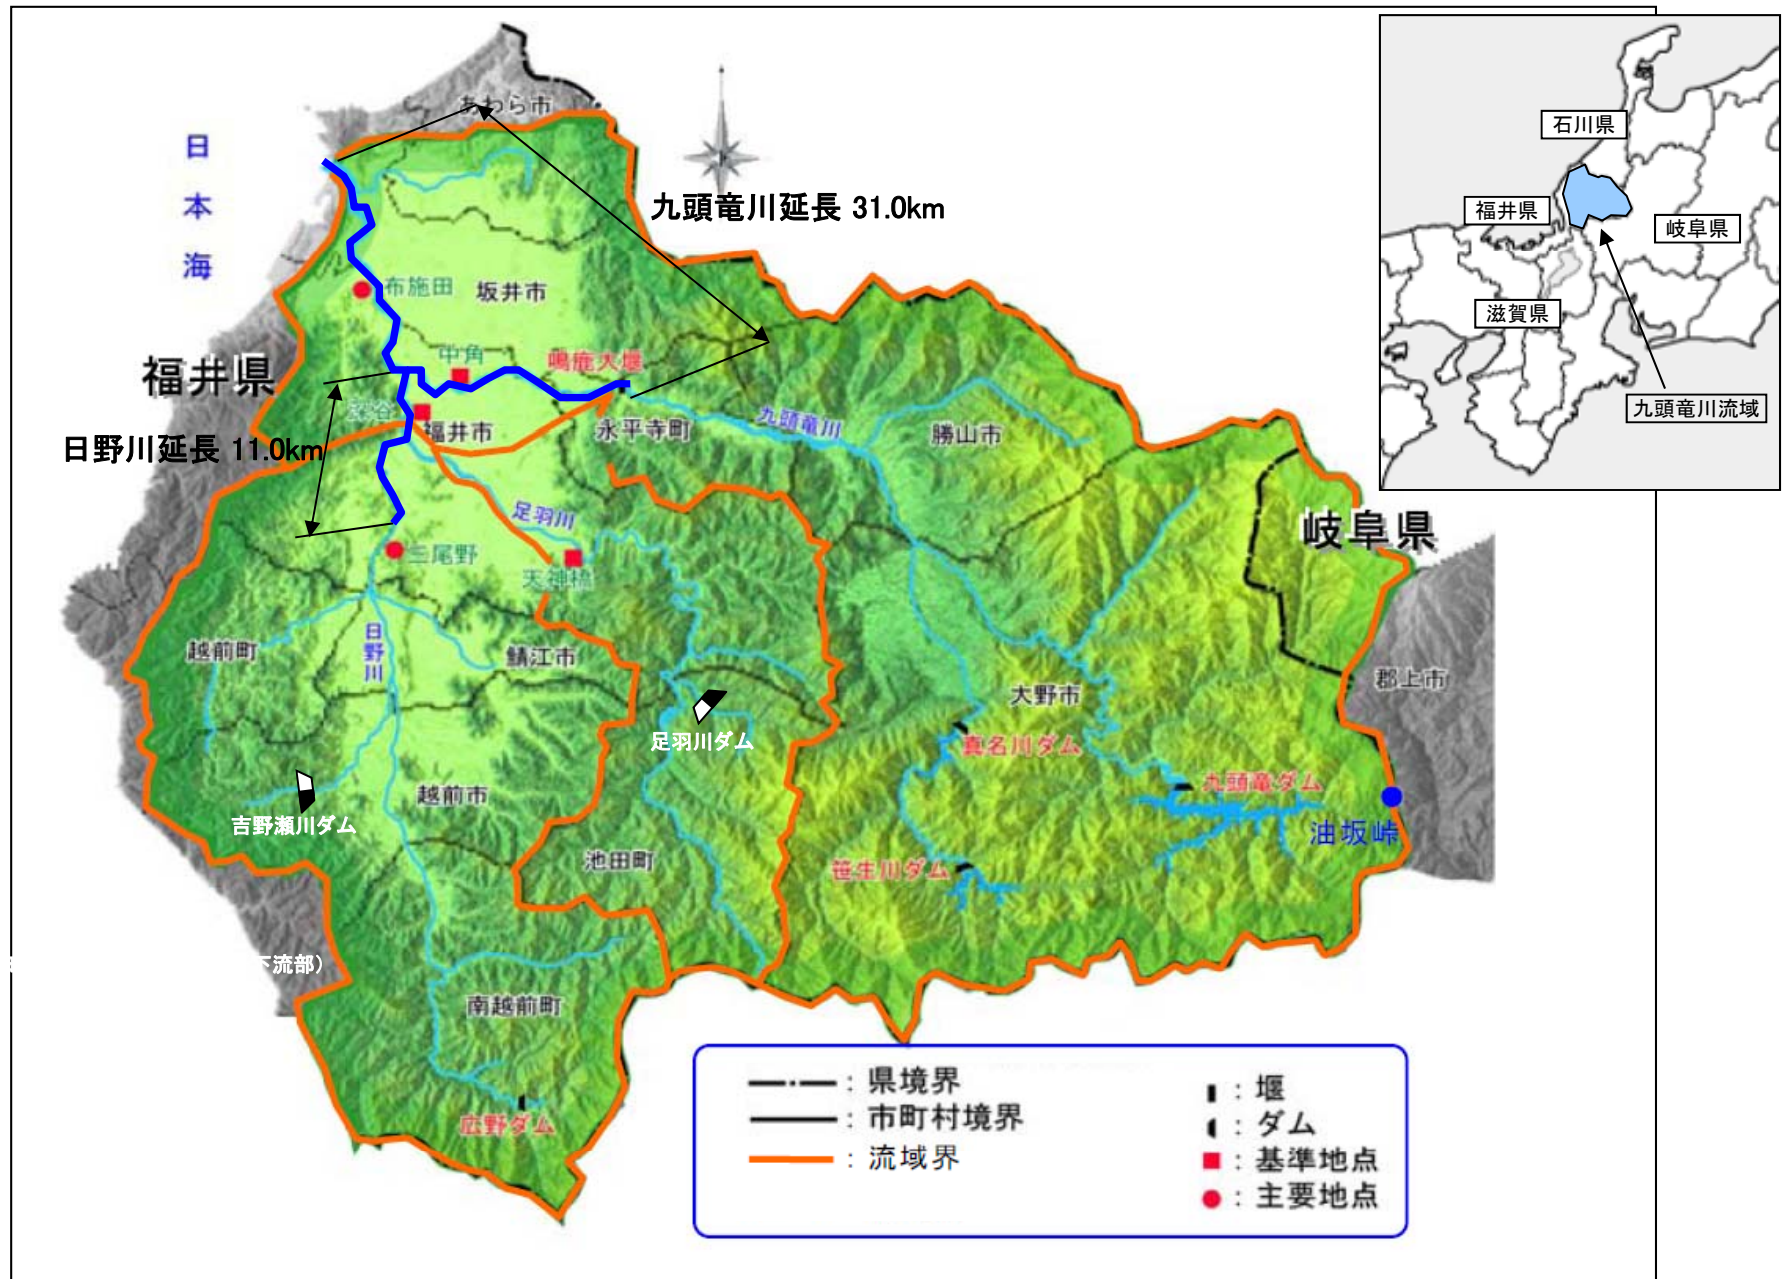 あわら市
日本海
九頭竜川延長 31.0km
布施田
坂井市
中角
鳴鹿大堰
福井県
深谷
福井市
永平寺町
九頭竜川
勝山市
日野川延長 11.0km
足羽川
岐阜県
三尾野
天神橋
日野川
越前町
鯖江市
郡上市
大野市
足羽川ダム
真名川ダム
九頭竜ダム
越前市
吉野瀬川ダム
油坂峠
池田町
笹生川ダム
下流部）
南越前町
広野ダム
石川県
福井県
岐阜県
滋賀県
九頭竜川流域
：県境界
：市町村境界
：流域界
：堰
：ダム
：基準地点
：主要地点